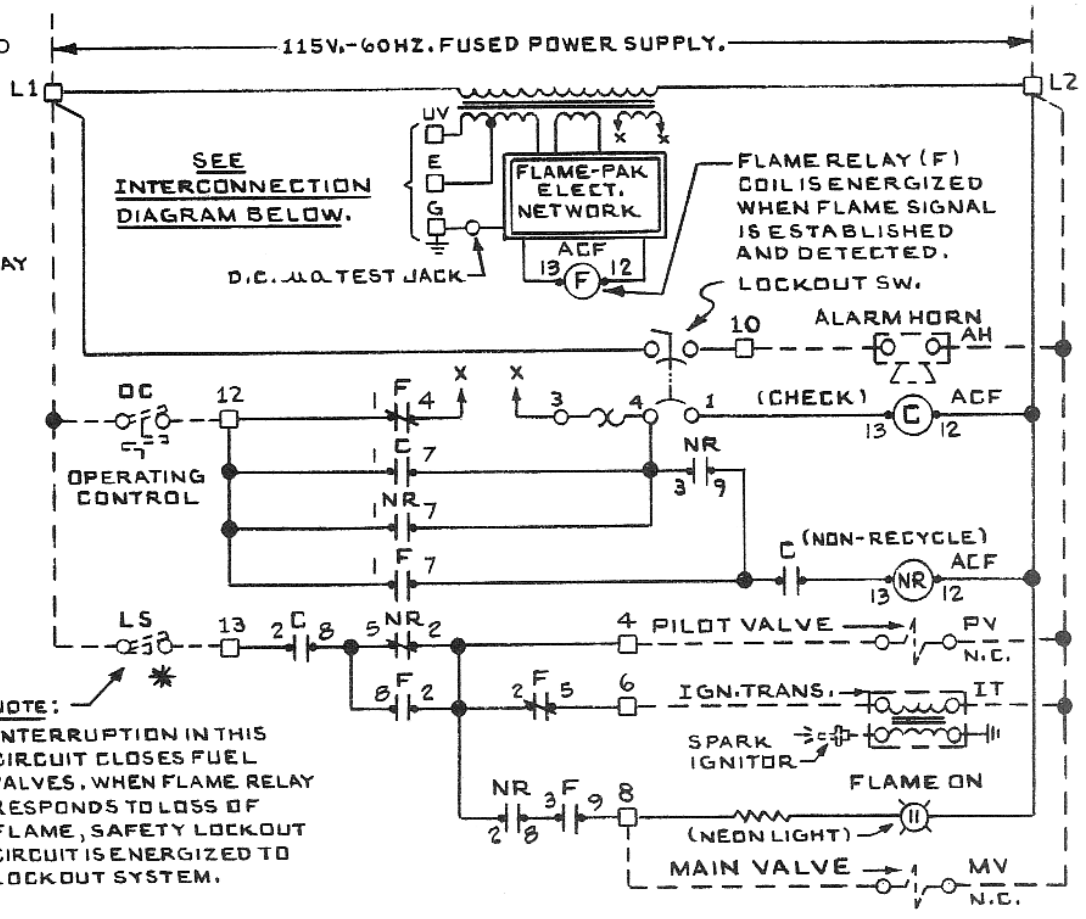 115V.-60HZ. FUSED POWER SUPPLY.
L1
L2
UV
E
G
SEE
INTERCONNECTION
DIAGRAM BELOW.
X X
FLAME-PAK
ELECT.
NETWORK
FLAME RELAY (F)
COIL IS ENERGIZED
WHEN FLAME SIGNAL
IS ESTABLISHED
AND DETECTED.
D.C. µa TEST JACK
ACF
13 F 12
LOCKOUT SW.
10
ALARM HORN
AH
OC
12
1 F 4
X
X
3
4
1
(CHECK)
13 C 12
ACF
OPERATING
CONTROL
1 C 7
NR
3 9
1 NR 7
1 F 7
C
(NON-RECYCLE)
13 NR 12
ACF
LS
13
2 C 8
5 NR 2
4
PILOT VALVE
PV
N.C.
*
8 F 2
2 F 5
6
IGN. TRANS.
IT
SPARK
IGNITOR
NOTE:
INTERRUPTION IN THIS
CIRCUIT CLOSES FUEL
VALVES. WHEN FLAME RELAY
RESPONDS TO LOSS OF
FLAME, SAFETY LOCKOUT
CIRCUIT IS ENERGIZED TO
LOCKOUT SYSTEM.
NR
2 8
3 F 9
8
FLAME ON
(NEON LIGHT)
MAIN VALVE
MV
N.C.